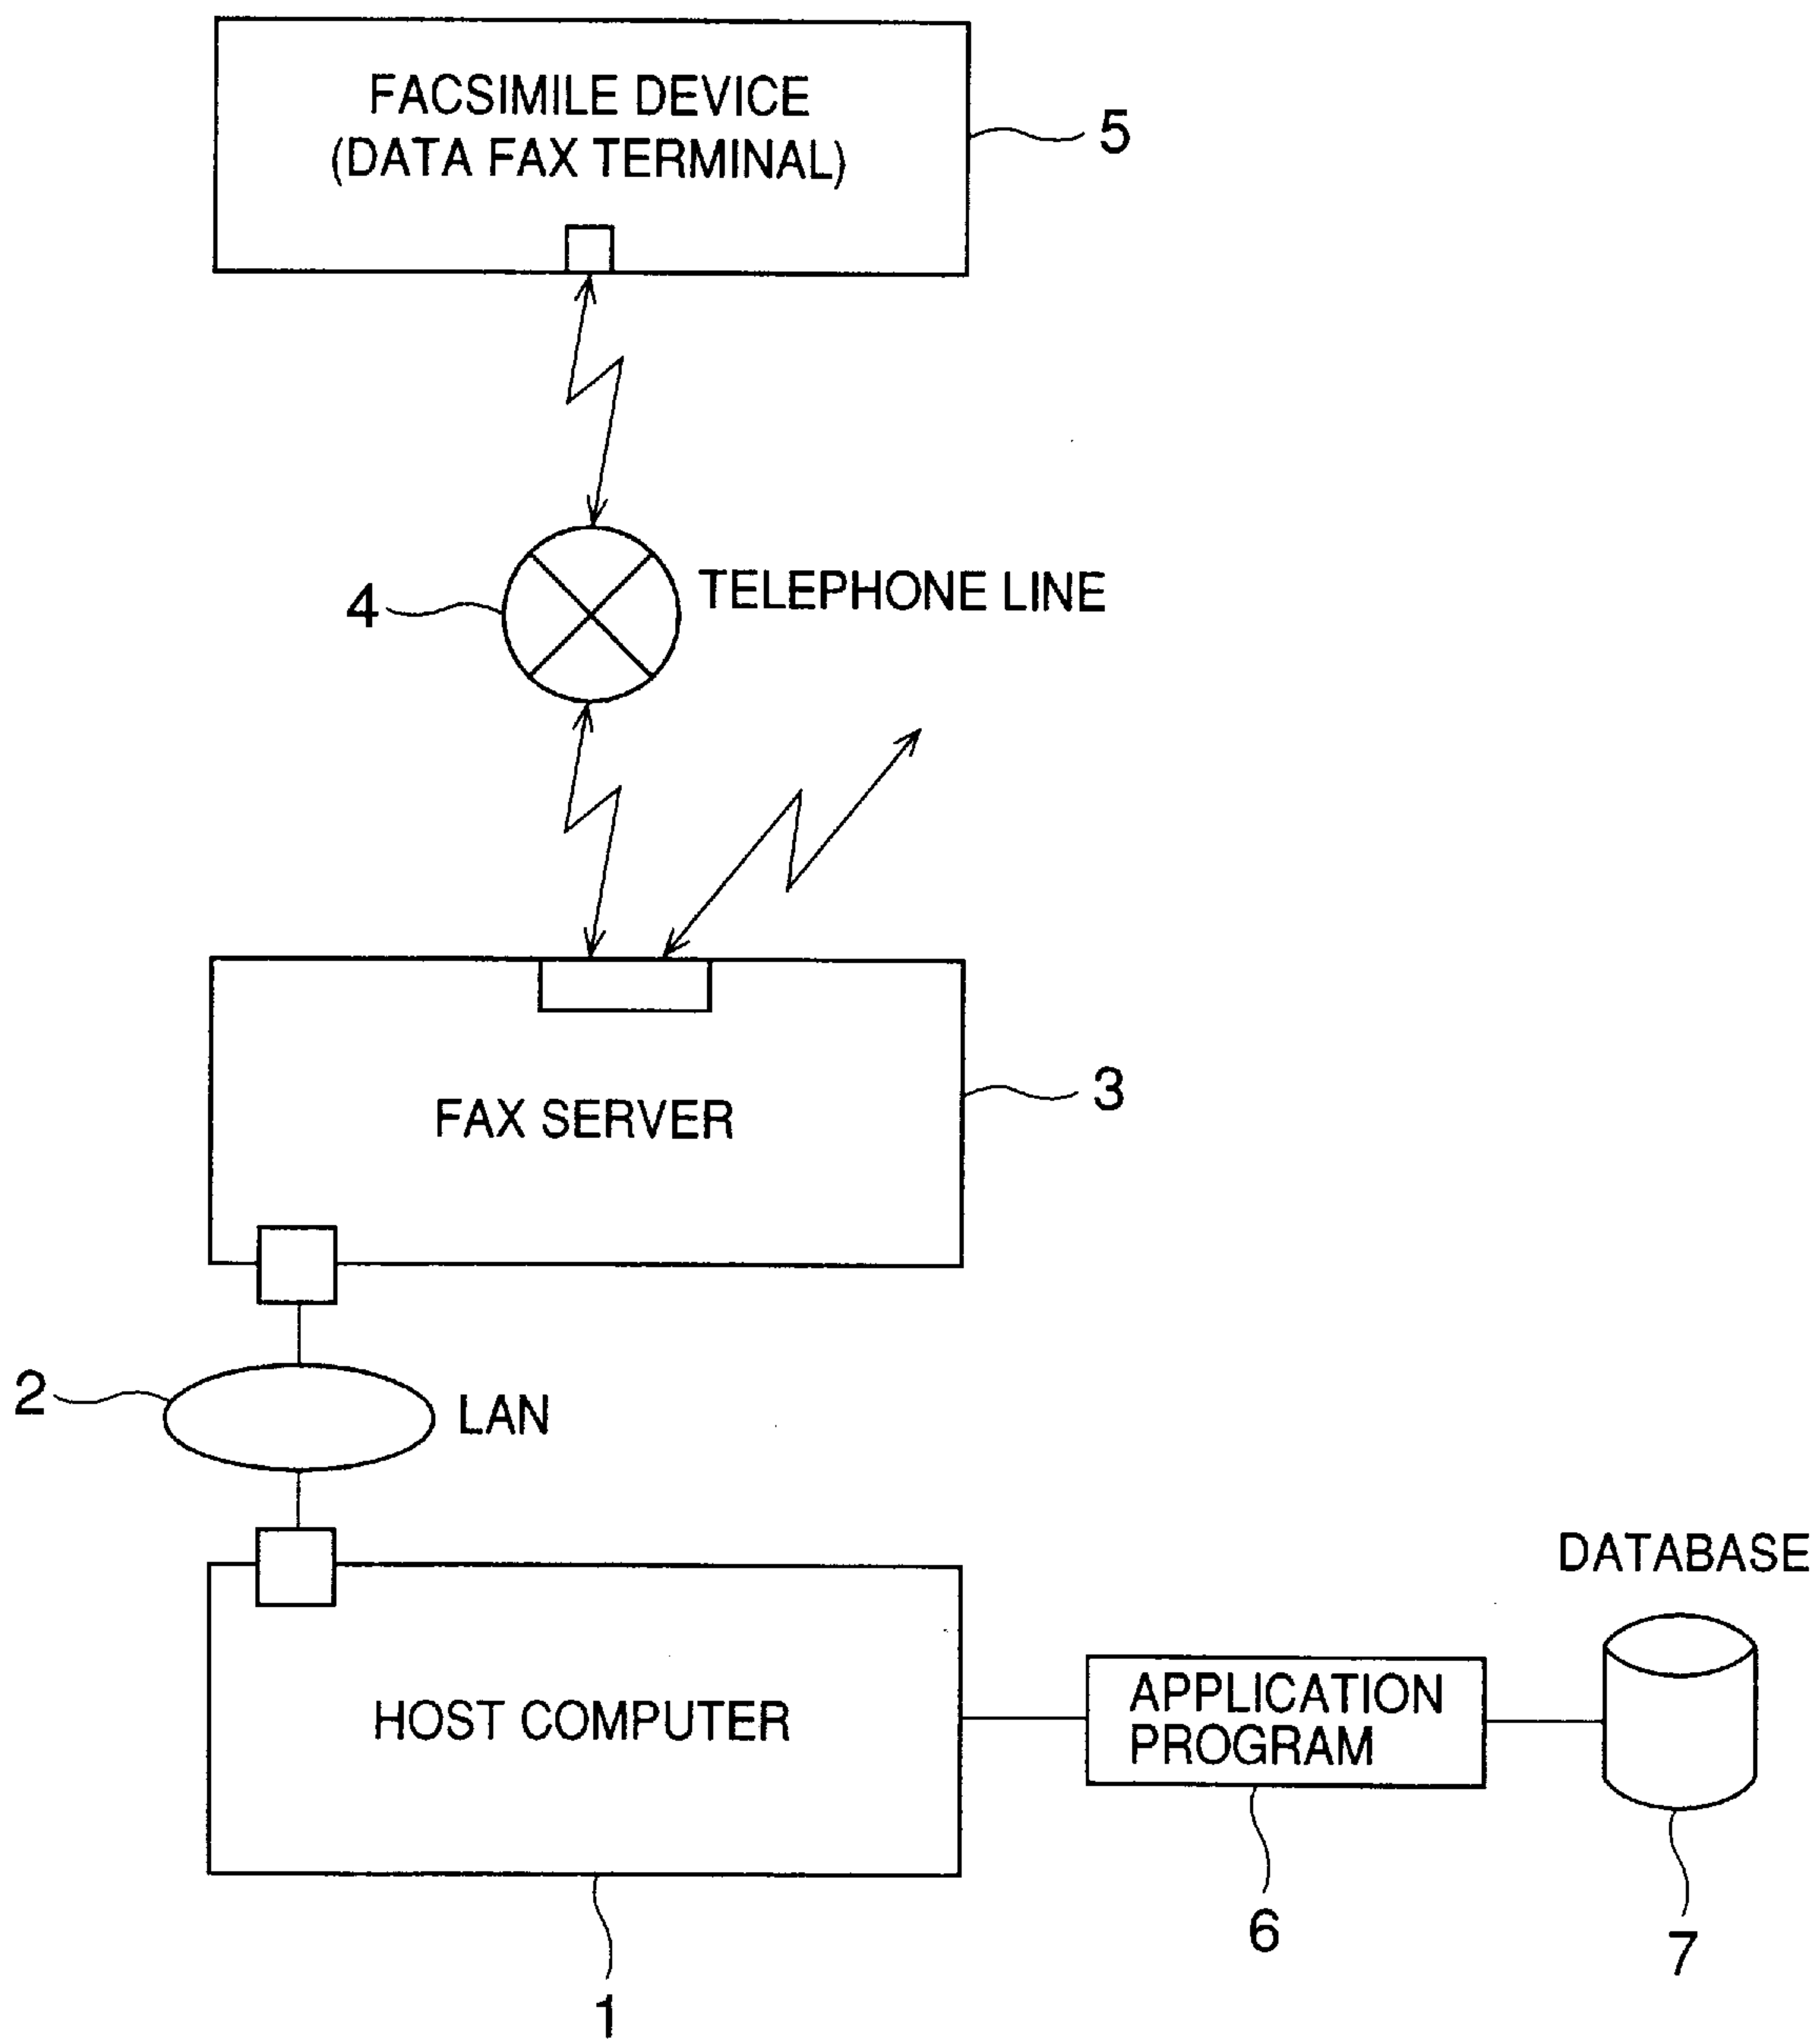 FACSIMILE DEVICE
(DATA FAX TERMINAL)
5
4
TELEPHONE LINE
FAX SERVER
3
2
LAN
DATABASE
HOST COMPUTER
APPLICATION
PROGRAM
6
7
1